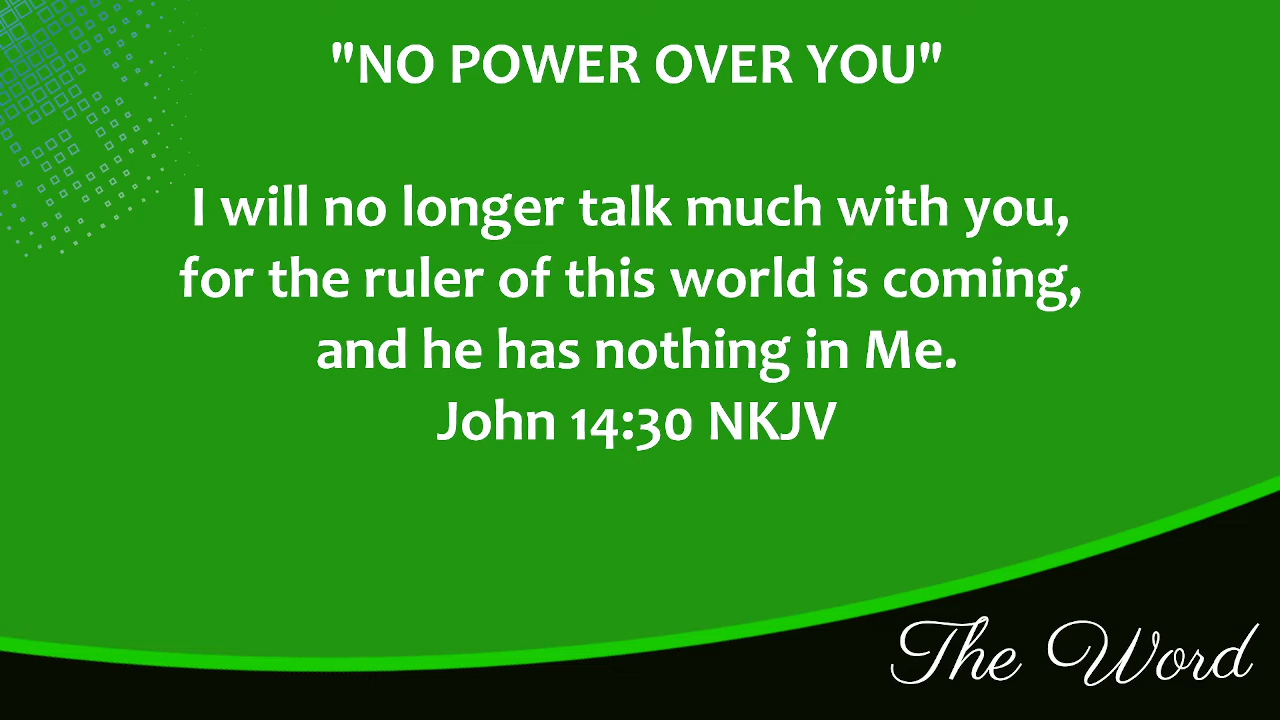 "NO POWER OVER YOU"
I will no longer talk much with you,
for the ruler of this world is coming,
and he has nothing in Me.
John 14:30 NKJV
The Word